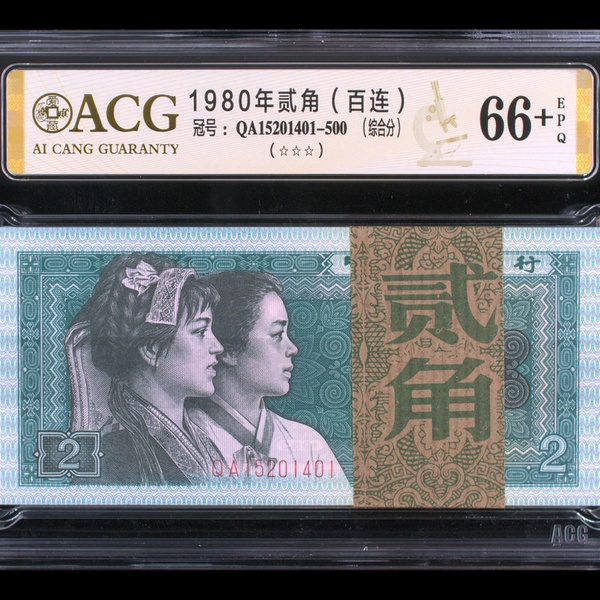 ACG
AI CANG GUARANTY
1980年贰角（百连）
冠号：QA15201401-500 （综合分）
（☆☆☆）
66+
EPQ
行
贰角
2
QA15201401
2
ACG